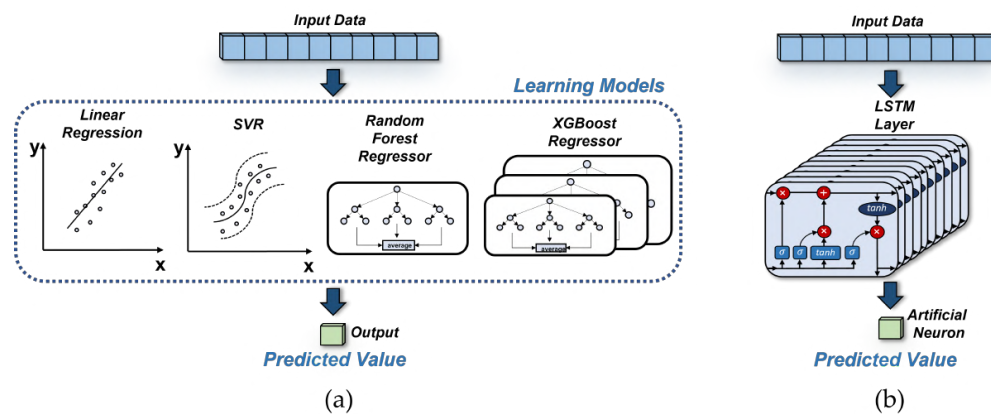 Input Data
Learning Models
Linear
Regression
y
x
SVR
y
x
Random
Forest
Regressor
average
XGBoost
Regressor
average
Output
Predicted Value
(a)
Input Data
LSTM
Layer
×
+
tanh
×
×
σ
σ
tanh
σ
Artificial
Neuron
Predicted Value
(b)